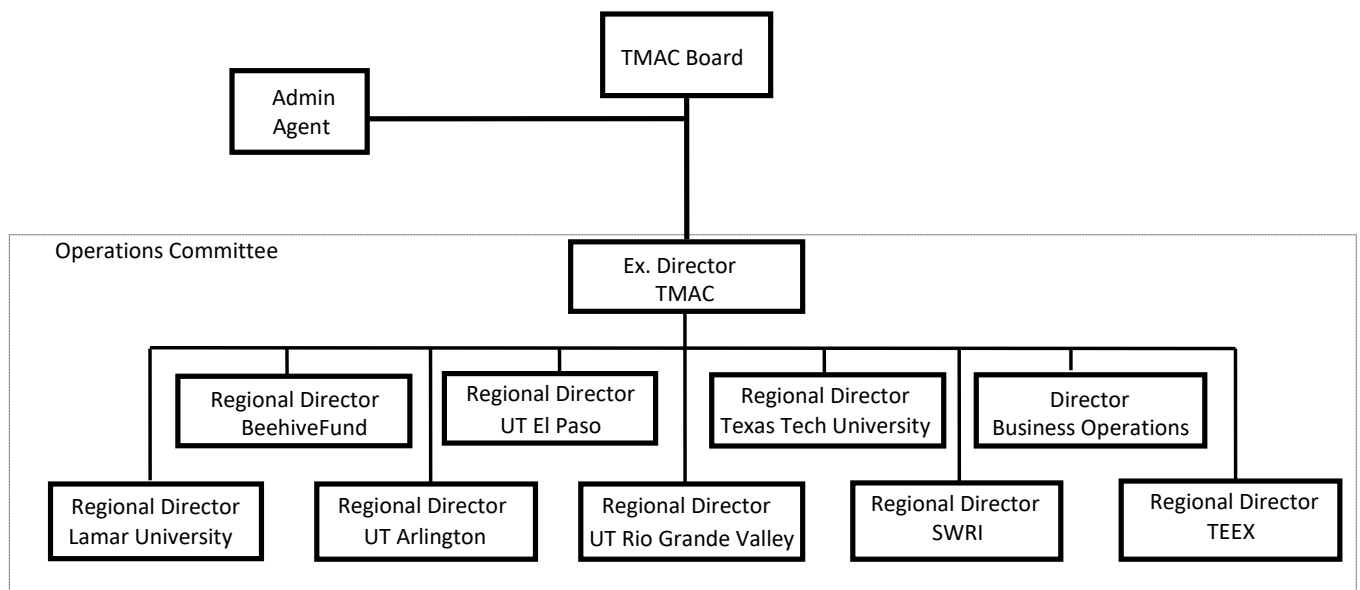 TMAC Board
Admin
Agent
Operations Committee
Ex. Director
TMAC
Regional Director
BeehiveFund
Regional Director
UT El Paso
Regional Director
Texas Tech University
Director
Business Operations
Regional Director
Lamar University
Regional Director
UT Arlington
Regional Director
UT Rio Grande Valley
Regional Director
SWRI
Regional Director
TEEX